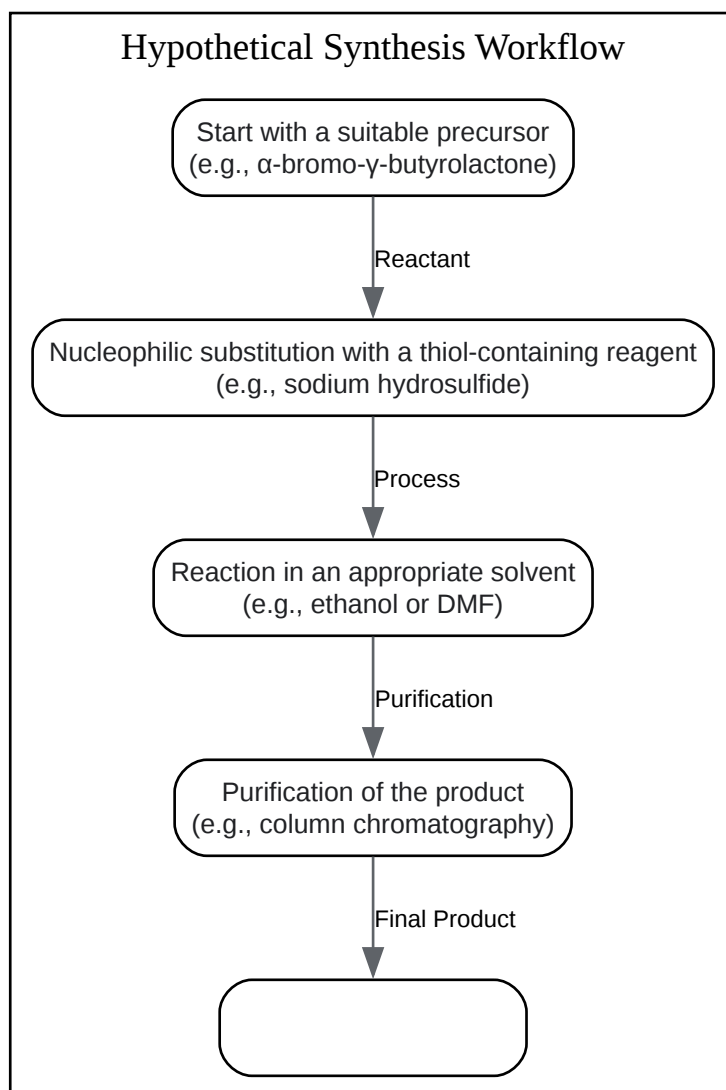 Hypothetical Synthesis Workflow
Start with a suitable precursor
(e.g., α-bromo-γ-butyrolactone)
Reactant
Nucleophilic substitution with a thiol-containing reagent
(e.g., sodium hydrosulfide)
Process
Reaction in an appropriate solvent
(e.g., ethanol or DMF)
Purification
Purification of the product
(e.g., column chromatography)
Final Product